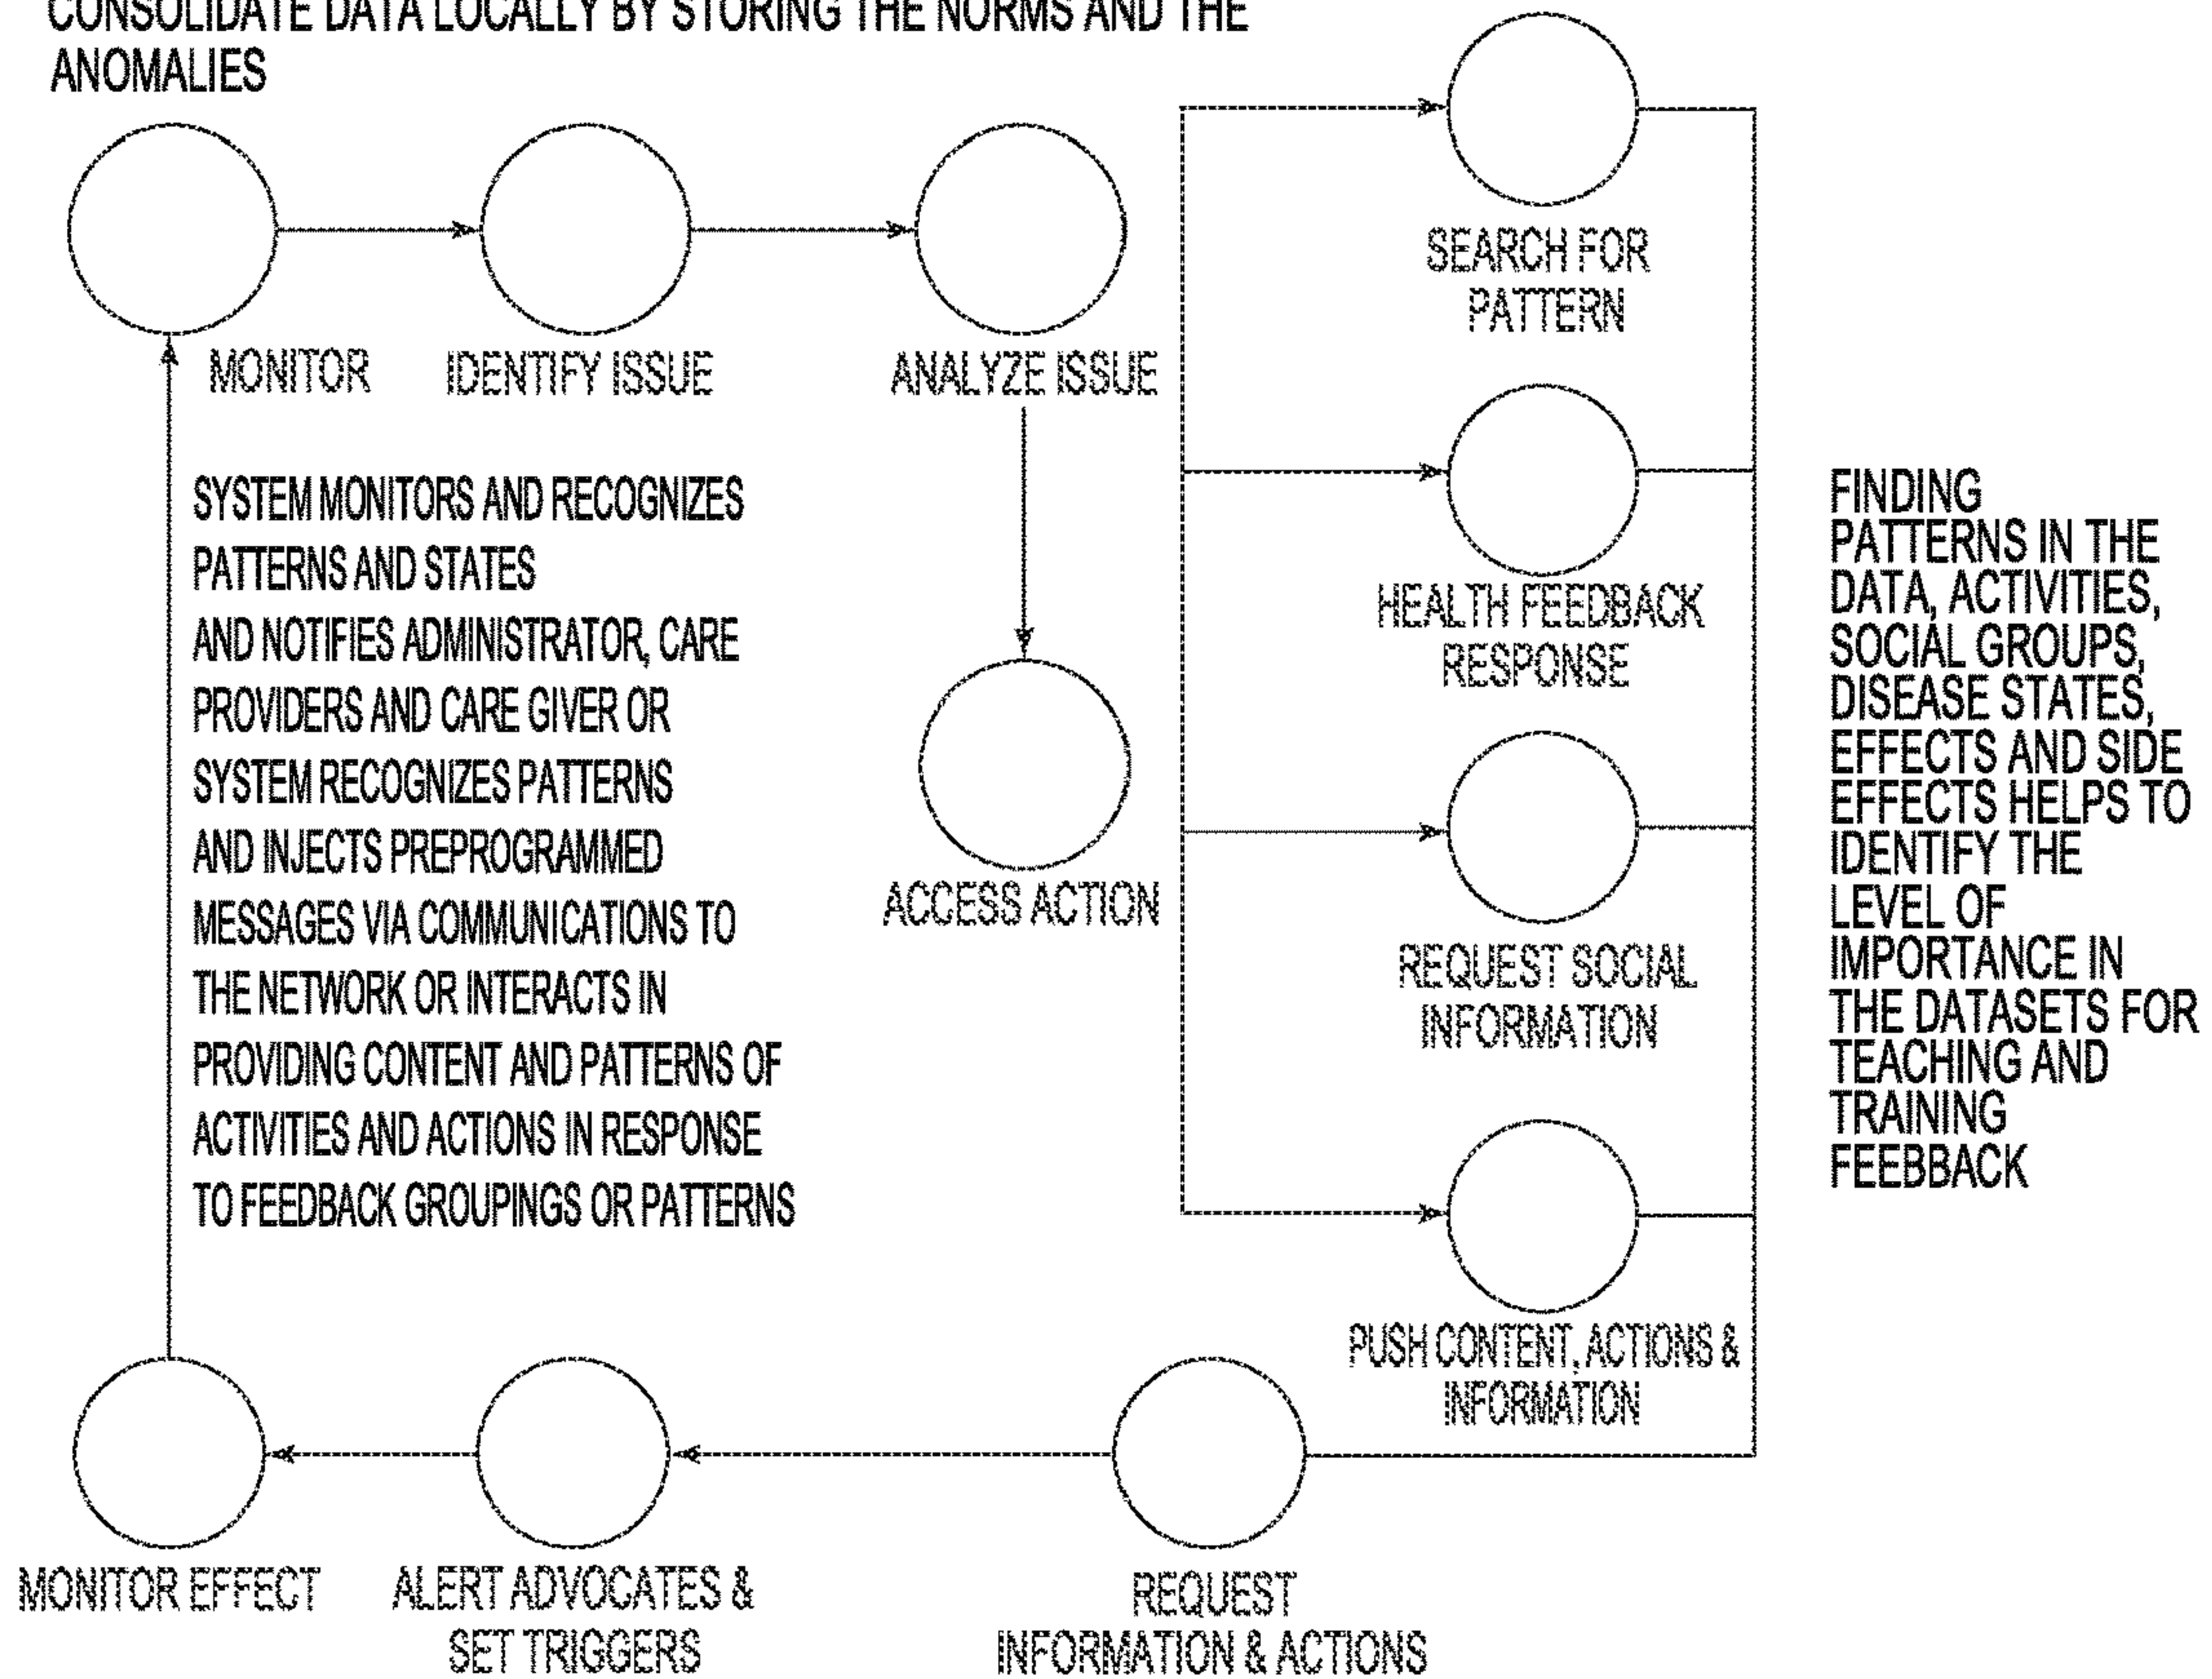 CONSOLIDATE DATA LOCALLY BY STORING THE NORMS AND THE
ANOMALIES
MONITOR
IDENTIFY ISSUE
ANALYZE ISSUE
SEARCH FOR
PATTERN
SYSTEM MONITORS AND RECOGNIZES
PATTERNS AND STATES
AND NOTIFIES ADMINISTRATOR, CARE
PROVIDERS AND CARE GIVER OR
SYSTEM RECOGNIZES PATTERNS
AND INJECTS PREPROGRAMMED
MESSAGES VIA COMMUNICATIONS TO
THE NETWORK OR INTERACTS IN
PROVIDING CONTENT AND PATTERNS OF
ACTIVITIES AND ACTIONS IN RESPONSE
TO FEEDBACK GROUPINGS OR PATTERNS
ACCESS ACTION
HEALTH FEEDBACK
RESPONSE
REQUEST SOCIAL
INFORMATION
PUSH CONTENT, ACTIONS &
INFORMATION
FINDING
PATTERNS IN THE
DATA, ACTIVITIES,
SOCIAL GROUPS,
DISEASE STATES,
EFFECTS AND SIDE
EFFECTS HELPS TO
IDENTIFY THE
LEVEL OF
IMPORTANCE IN
THE DATASETS FOR
TEACHING AND
TRAINING
FEEBBACK
MONITOR EFFECT
ALERT ADVOCATES &
SET TRIGGERS
REQUEST
INFORMATION & ACTIONS